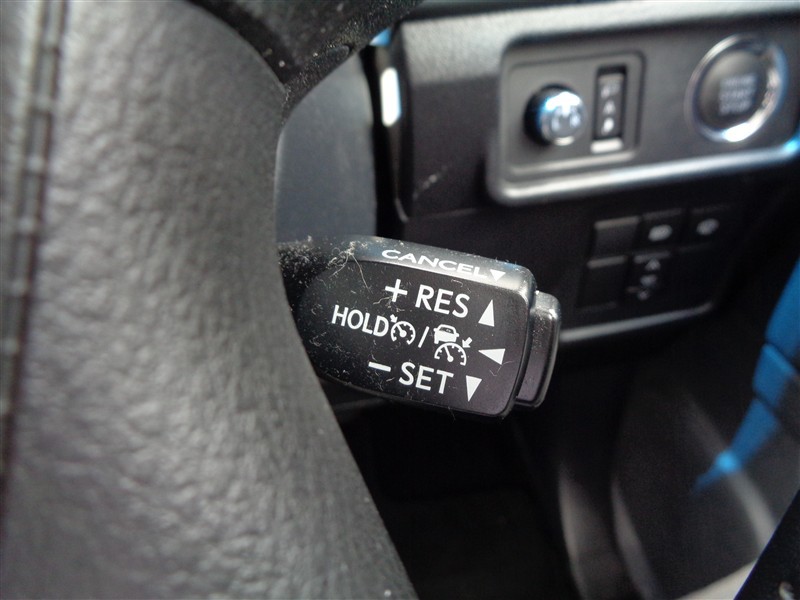 CANCEL
+ RES
HOLD /
− SET